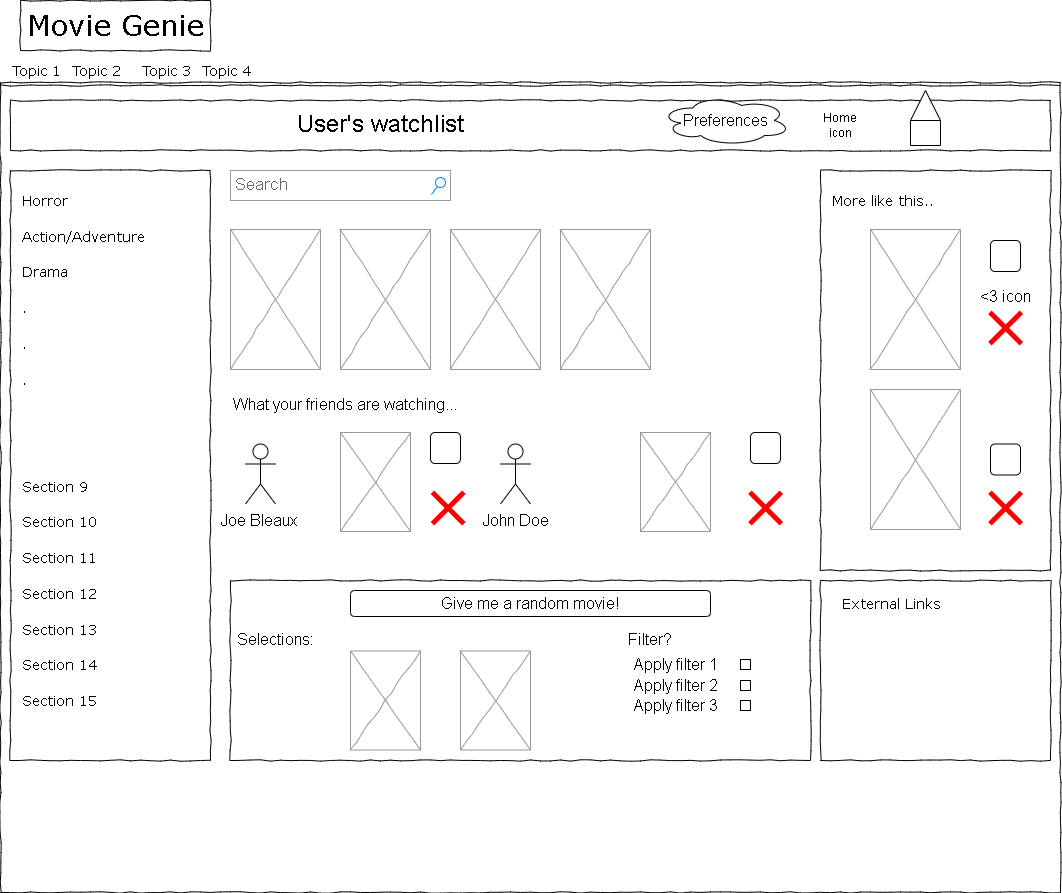 Movie Genie
Topic 1 Topic 2 Topic 3 Topic 4
User's watchlist
Preferences
Home
icon
Horror
Action/Adventure
Drama
.
.
.
Section 9
Section 10
Section 11
Section 12
Section 13
Section 14
Section 15
Search
What your friends are watching...
Joe Bleaux
John Doe
Give me a random movie!
Selections:
Filter?
Apply filter 1
Apply filter 2
Apply filter 3
More like this..
<3 icon
External Links